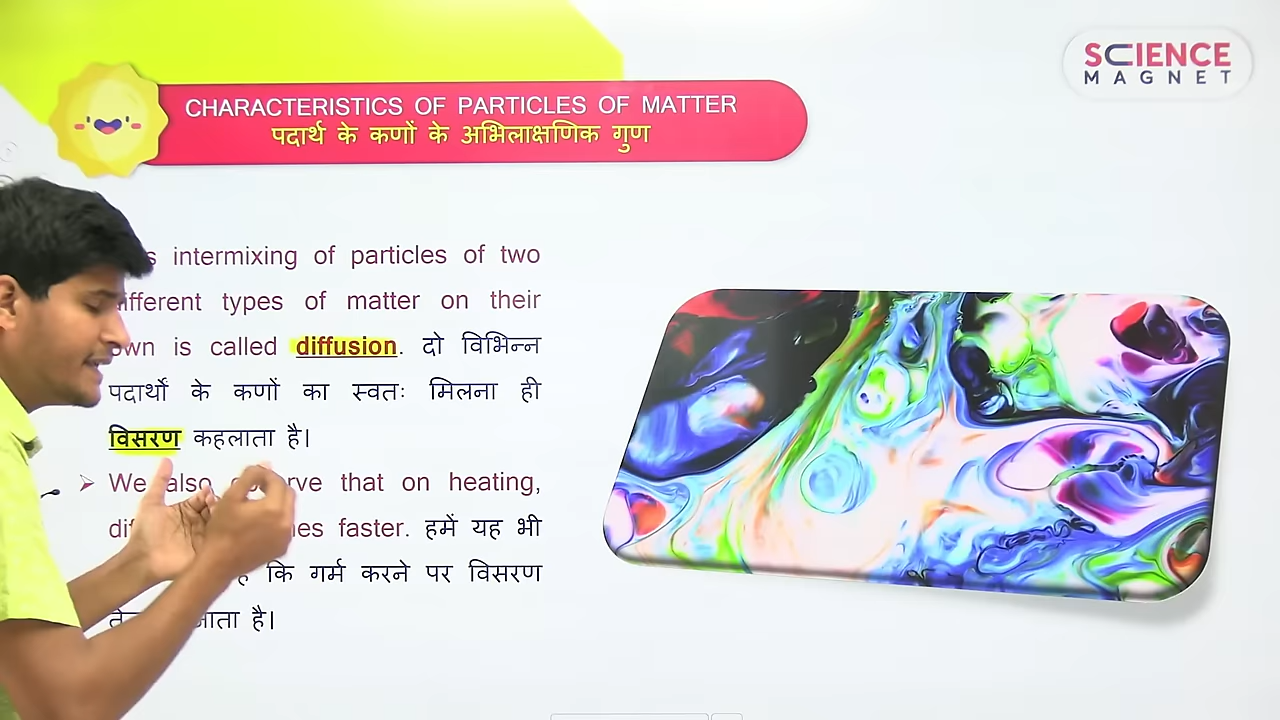 SCIENCE
MAGNET
CHARACTERISTICS OF PARTICLES OF MATTER
पदार्थ के कणों के अभिलाक्षणिक गुण
intermixing of particles of two
different types of matter on their
own is called diffusion. दो विभिन्न
पदार्थों के कणों का स्वतः मिलना ही
विसरण कहलाता है।
➢ We also observe that on heating,
faster. हमें यह भी
कि गर्म करने पर विसरण
है।